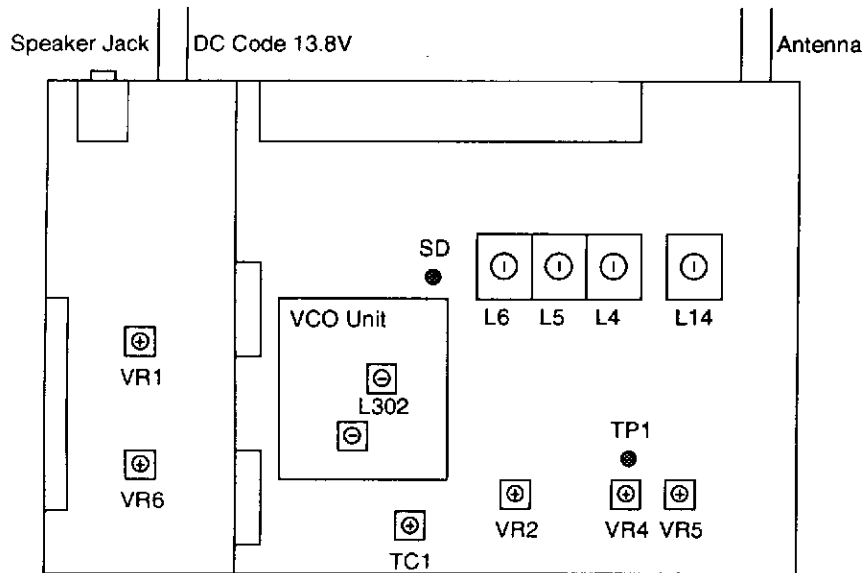 Speaker Jack
DC Code 13.8V
Antenna
SD
L6 L5 L4 L14
VCO Unit
VR1
L302
TP1
VR6
VR2
VR4 VR5
TC1